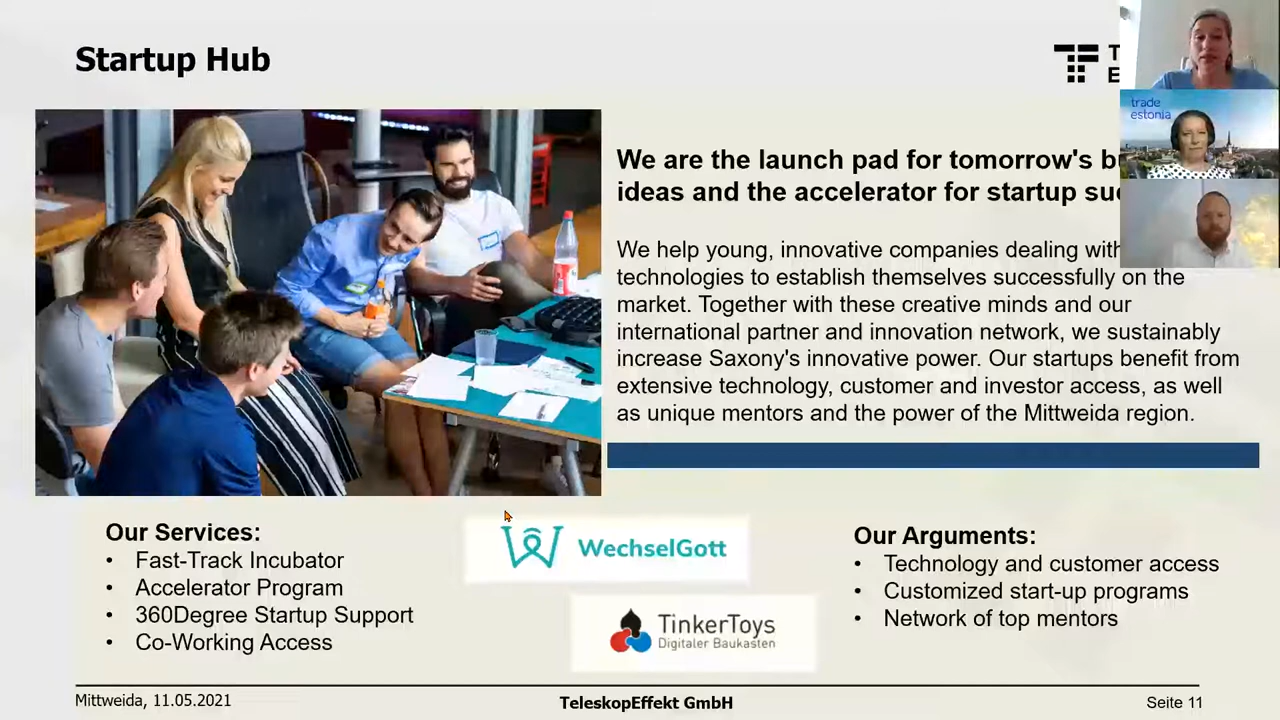 Startup Hub
trade
estonia
We are the launch pad for tomorrow's
ideas and the accelerator for startup
We help young, innovative companies dealing with
technologies to establish themselves successfully on the
market. Together with these creative minds and our
international partner and innovation network, we sustainably
increase Saxony's innovative power. Our startups benefit from
extensive technology, customer and investor access, as well
as unique mentors and the power of the Mittweida region.
Our Services:
• Fast-Track Incubator
• Accelerator Program
• 360Degree Startup Support
• Co-Working Access
WechselGott
TinkerToys
Digitaler Baukasten
Our Arguments:
• Technology and customer access
• Customized start-up programs
• Network of top mentors
Mittweida, 11.05.2021
TeleskopEffekt GmbH
Seite 11